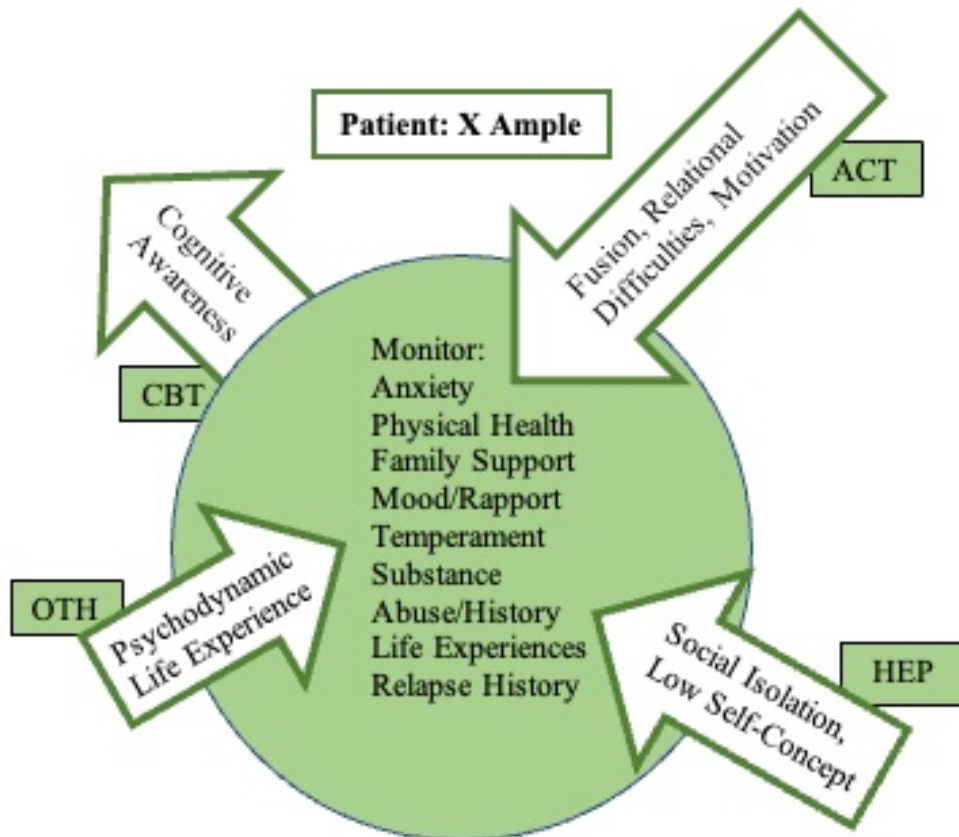 Patient: X Ample
Fusion, Relational
Difficulties, Motivation
ACT
Cognitive
Awareness
CBT
Monitor:
Anxiety
Physical Health
Family Support
Mood/Rapport
Temperament
Substance
Abuse/History
Life Experiences
Relapse History
OTH
Psychodynamic
Life Experience
Social Isolation,
Low Self-Concept
HEP